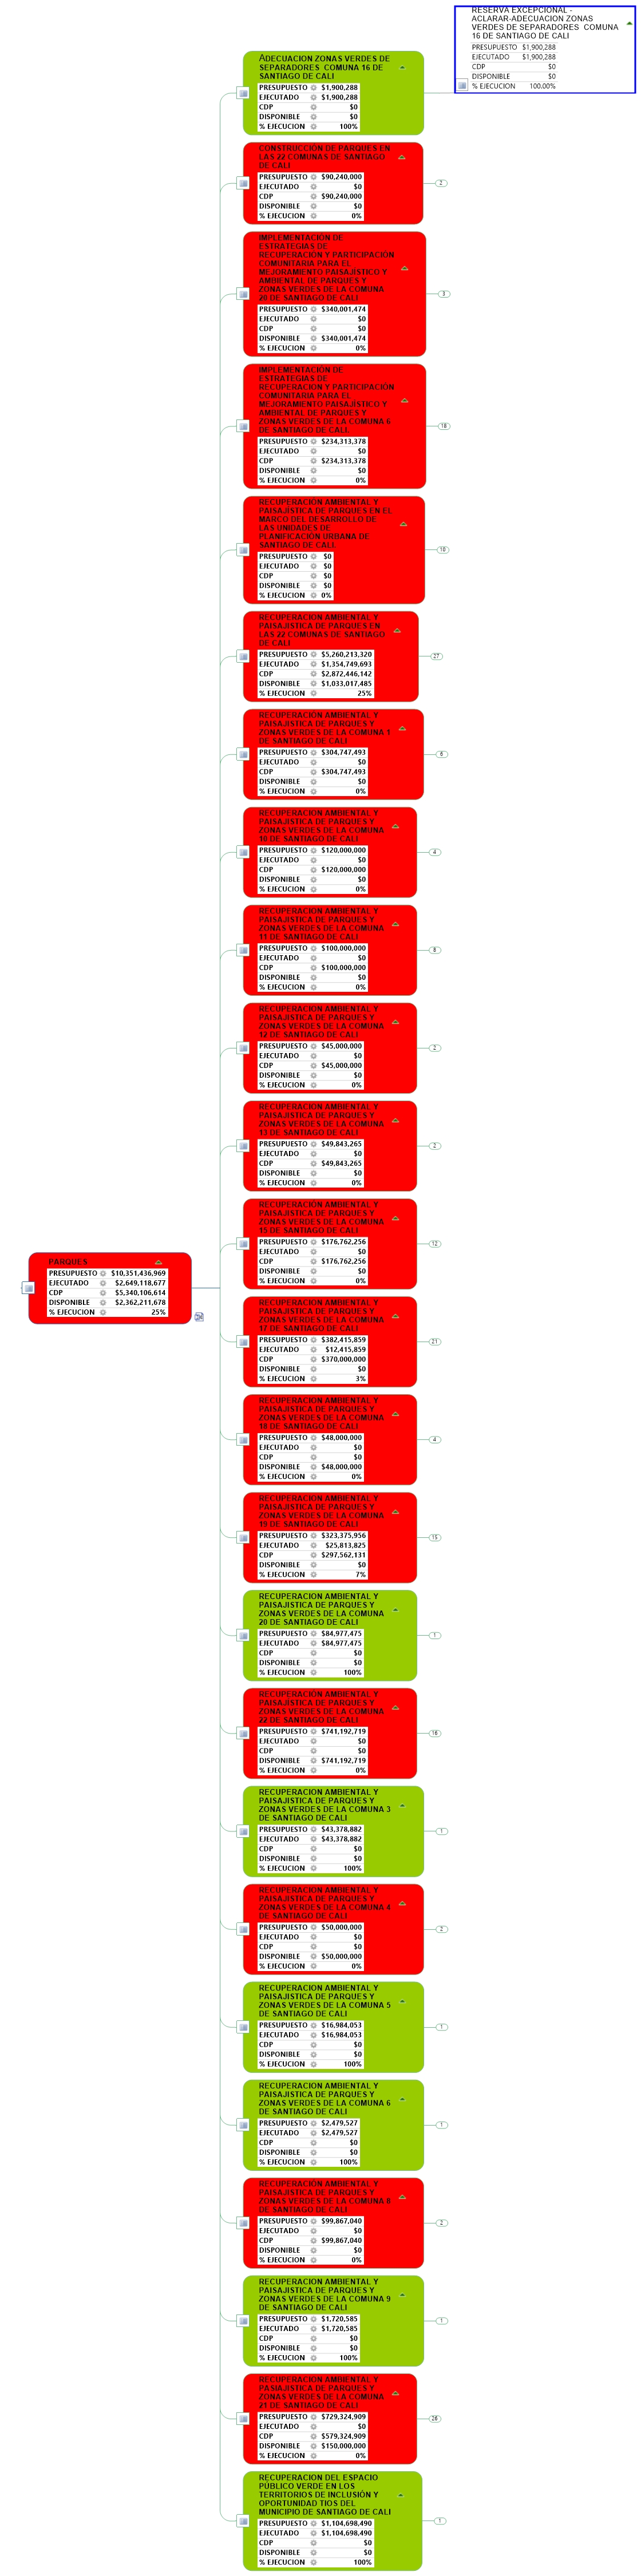 RESERVA EXCEPCIONAL -
ACLARAR-ADECUACION ZONAS
VERDES DE SEPARADORES COMUNA
16 DE SANTIAGO DE CALI
PRESUPUESTO $1,900,288
EJECUTADO $1,900,288
CDP $0
DISPONIBLE $0
% EJECUCION 100.00%
ADECUACION ZONAS VERDES DE
SEPARADORES COMUNA 16 DE
SANTIAGO DE CALI
PRESUPUESTO $1,900,288
EJECUTADO $1,900,288
CDP $0
DISPONIBLE $0
% EJECUCION 100%
CONSTRUCCIÓN DE PARQUES EN
LAS 22 COMUNAS DE SANTIAGO
DE CALI
PRESUPUESTO $90,240,000
EJECUTADO $0
CDP $90,240,000
DISPONIBLE $0
% EJECUCION 0%
2
IMPLEMENTACIÓN DE
ESTRATEGIAS DE
RECUPERACIÓN Y PARTICIPACIÓN
COMUNITARIA PARA EL
MEJORAMIENTO PAISAJÍSTICO Y
AMBIENTAL DE PARQUES Y
ZONAS VERDES DE LA COMUNA
20 DE SANTIAGO DE CALI
PRESUPUESTO $340,001,474
EJECUTADO $0
CDP $0
DISPONIBLE $340,001,474
% EJECUCION 0%
3
IMPLEMENTACIÓN DE
ESTRATEGIAS DE
RECUPERACION Y PARTICIPACIÓN
COMUNITARIA PARA EL
MEJORAMIENTO PAISAJÍSTICO Y
AMBIENTAL DE PARQUES Y
ZONAS VERDES DE LA COMUNA 6
DE SANTIAGO DE CALI.
PRESUPUESTO $234,313,378
EJECUTADO $0
CDP $234,313,378
DISPONIBLE $0
% EJECUCION 0%
18
RECUPERACIÓN AMBIENTAL Y
PAISAJÍSTICA DE PARQUES EN EL
MARCO DEL DESARROLLO DE
LAS UNIDADES DE
PLANIFICACIÓN URBANA DE
SANTIAGO DE CALI.
PRESUPUESTO $0
EJECUTADO $0
CDP $0
DISPONIBLE $0
% EJECUCION 0%
10
RECUPERACION AMBIENTAL Y
PAISAJISTICA DE PARQUES EN
LAS 22 COMUNAS DE SANTIAGO
DE CALI
PRESUPUESTO $5,260,213,320
EJECUTADO $1,354,749,693
CDP $2,872,446,142
DISPONIBLE $1,033,017,485
% EJECUCION 25%
27
RECUPERACION AMBIENTAL Y
PAISAJISTICA DE PARQUES Y
ZONAS VERDES DE LA COMUNA 1
DE SANTIAGO DE CALI
PRESUPUESTO $304,747,493
EJECUTADO $0
CDP $304,747,493
DISPONIBLE $0
% EJECUCION 0%
6
RECUPERACION AMBIENTAL Y
PAISAJISTICA DE PARQUES Y
ZONAS VERDES DE LA COMUNA
10 DE SANTIAGO DE CALI
PRESUPUESTO $120,000,000
EJECUTADO $0
CDP $120,000,000
DISPONIBLE $0
% EJECUCION 0%
4
RECUPERACION AMBIENTAL Y
PAISAJISTICA DE PARQUES Y
ZONAS VERDES DE LA COMUNA
11 DE SANTIAGO DE CALI
PRESUPUESTO $100,000,000
EJECUTADO $0
CDP $100,000,000
DISPONIBLE $0
% EJECUCION 0%
8
RECUPERACION AMBIENTAL Y
PAISAJISTICA DE PARQUES Y
ZONAS VERDES DE LA COMUNA
12 DE SANTIAGO DE CALI
PRESUPUESTO $45,000,000
EJECUTADO $0
CDP $45,000,000
DISPONIBLE $0
% EJECUCION 0%
2
RECUPERACION AMBIENTAL Y
PAISAJISTICA DE PARQUES Y
ZONAS VERDES DE LA COMUNA
13 DE SANTIAGO DE CALI
PRESUPUESTO $49,843,265
EJECUTADO $0
CDP $49,843,265
DISPONIBLE $0
% EJECUCION 0%
2
RECUPERACION AMBIENTAL Y
PAISAJISTICA DE PARQUES Y
ZONAS VERDES DE LA COMUNA
15 DE SANTIAGO DE CALI
PRESUPUESTO $176,762,256
EJECUTADO $0
CDP $176,762,256
DISPONIBLE $0
% EJECUCION 0%
12
PARQUES
PRESUPUESTO $10,351,436,969
EJECUTADO $2,649,118,677
CDP $5,340,106,614
DISPONIBLE $2,362,211,678
% EJECUCION 25%
RECUPERACION AMBIENTAL Y
PAISAJISTICA DE PARQUES Y
ZONAS VERDES DE LA COMUNA
17 DE SANTIAGO DE CALI
PRESUPUESTO $382,415,859
EJECUTADO $12,415,859
CDP $370,000,000
DISPONIBLE $0
% EJECUCION 3%
21
RECUPERACION AMBIENTAL Y
PAISAJISTICA DE PARQUES Y
ZONAS VERDES DE LA COMUNA
18 DE SANTIAGO DE CALI
PRESUPUESTO $48,000,000
EJECUTADO $0
CDP $0
DISPONIBLE $48,000,000
% EJECUCION 0%
4
RECUPERACION AMBIENTAL Y
PAISAJISTICA DE PARQUES Y
ZONAS VERDES DE LA COMUNA
19 DE SANTIAGO DE CALI
PRESUPUESTO $323,375,956
EJECUTADO $25,813,825
CDP $297,562,131
DISPONIBLE $0
% EJECUCION 7%
15
RECUPERACION AMBIENTAL Y
PAISAJISTICA DE PARQUES Y
ZONAS VERDES DE LA COMUNA
20 DE SANTIAGO DE CALI
PRESUPUESTO $84,977,475
EJECUTADO $84,977,475
CDP $0
DISPONIBLE $0
% EJECUCION 100%
1
RECUPERACION AMBIENTAL Y
PAISAJÍSTICA DE PARQUES Y
ZONAS VERDES DE LA COMUNA
22 DE SANTIAGO DE CALI
PRESUPUESTO $741,192,719
EJECUTADO $0
CDP $0
DISPONIBLE $741,192,719
% EJECUCION 0%
16
RECUPERACION AMBIENTAL Y
PAISAJISTICA DE PARQUES Y
ZONAS VERDES DE LA COMUNA 3
DE SANTIAGO DE CALI
PRESUPUESTO $43,378,882
EJECUTADO $43,378,882
CDP $0
DISPONIBLE $0
% EJECUCION 100%
1
RECUPERACION AMBIENTAL Y
PAISAJISTICA DE PARQUES Y
ZONAS VERDES DE LA COMUNA 4
DE SANTIAGO DE CALI
PRESUPUESTO $50,000,000
EJECUTADO $0
CDP $0
DISPONIBLE $50,000,000
% EJECUCION 0%
2
RECUPERACION AMBIENTAL Y
PAISAJISTICA DE PARQUES Y
ZONAS VERDES DE LA COMUNA 5
DE SANTIAGO DE CALI
PRESUPUESTO $16,984,053
EJECUTADO $16,984,053
CDP $0
DISPONIBLE $0
% EJECUCION 100%
1
RECUPERACION AMBIENTAL Y
PAISAJISTICA DE PARQUES Y
ZONAS VERDES DE LA COMUNA 6
DE SANTIAGO DE CALI
PRESUPUESTO $2,479,527
EJECUTADO $2,479,527
CDP $0
DISPONIBLE $0
% EJECUCION 100%
1
RECUPERACION AMBIENTAL Y
PAISAJISTICA DE PARQUES Y
ZONAS VERDES DE LA COMUNA 8
DE SANTIAGO DE CALI
PRESUPUESTO $99,867,040
EJECUTADO $0
CDP $99,867,040
DISPONIBLE $0
% EJECUCION 0%
2
RECUPERACION AMBIENTAL Y
PAISAJISTICA DE PARQUES Y
ZONAS VERDES DE LA COMUNA 9
DE SANTIAGO DE CALI
PRESUPUESTO $1,720,585
EJECUTADO $1,720,585
CDP $0
DISPONIBLE $0
% EJECUCION 100%
1
RECUPERACION AMBIENTAL Y
PASIAJISTICA DE PARQUES Y
ZONAS VERDES DE LA COMUNA
21 DE SANTIAGO DE CALI
PRESUPUESTO $729,324,909
EJECUTADO $0
CDP $579,324,909
DISPONIBLE $150,000,000
% EJECUCION 0%
26
RECUPERACION DEL ESPACIO
PÚBLICO VERDE EN LOS
TERRITORIOS DE INCLUSIÓN Y
OPORTUNIDAD TIOS DEL
MUNICIPIO DE SANTIAGO DE CALI
PRESUPUESTO $1,104,698,490
EJECUTADO $1,104,698,490
CDP $0
DISPONIBLE $0
% EJECUCION 100%
1